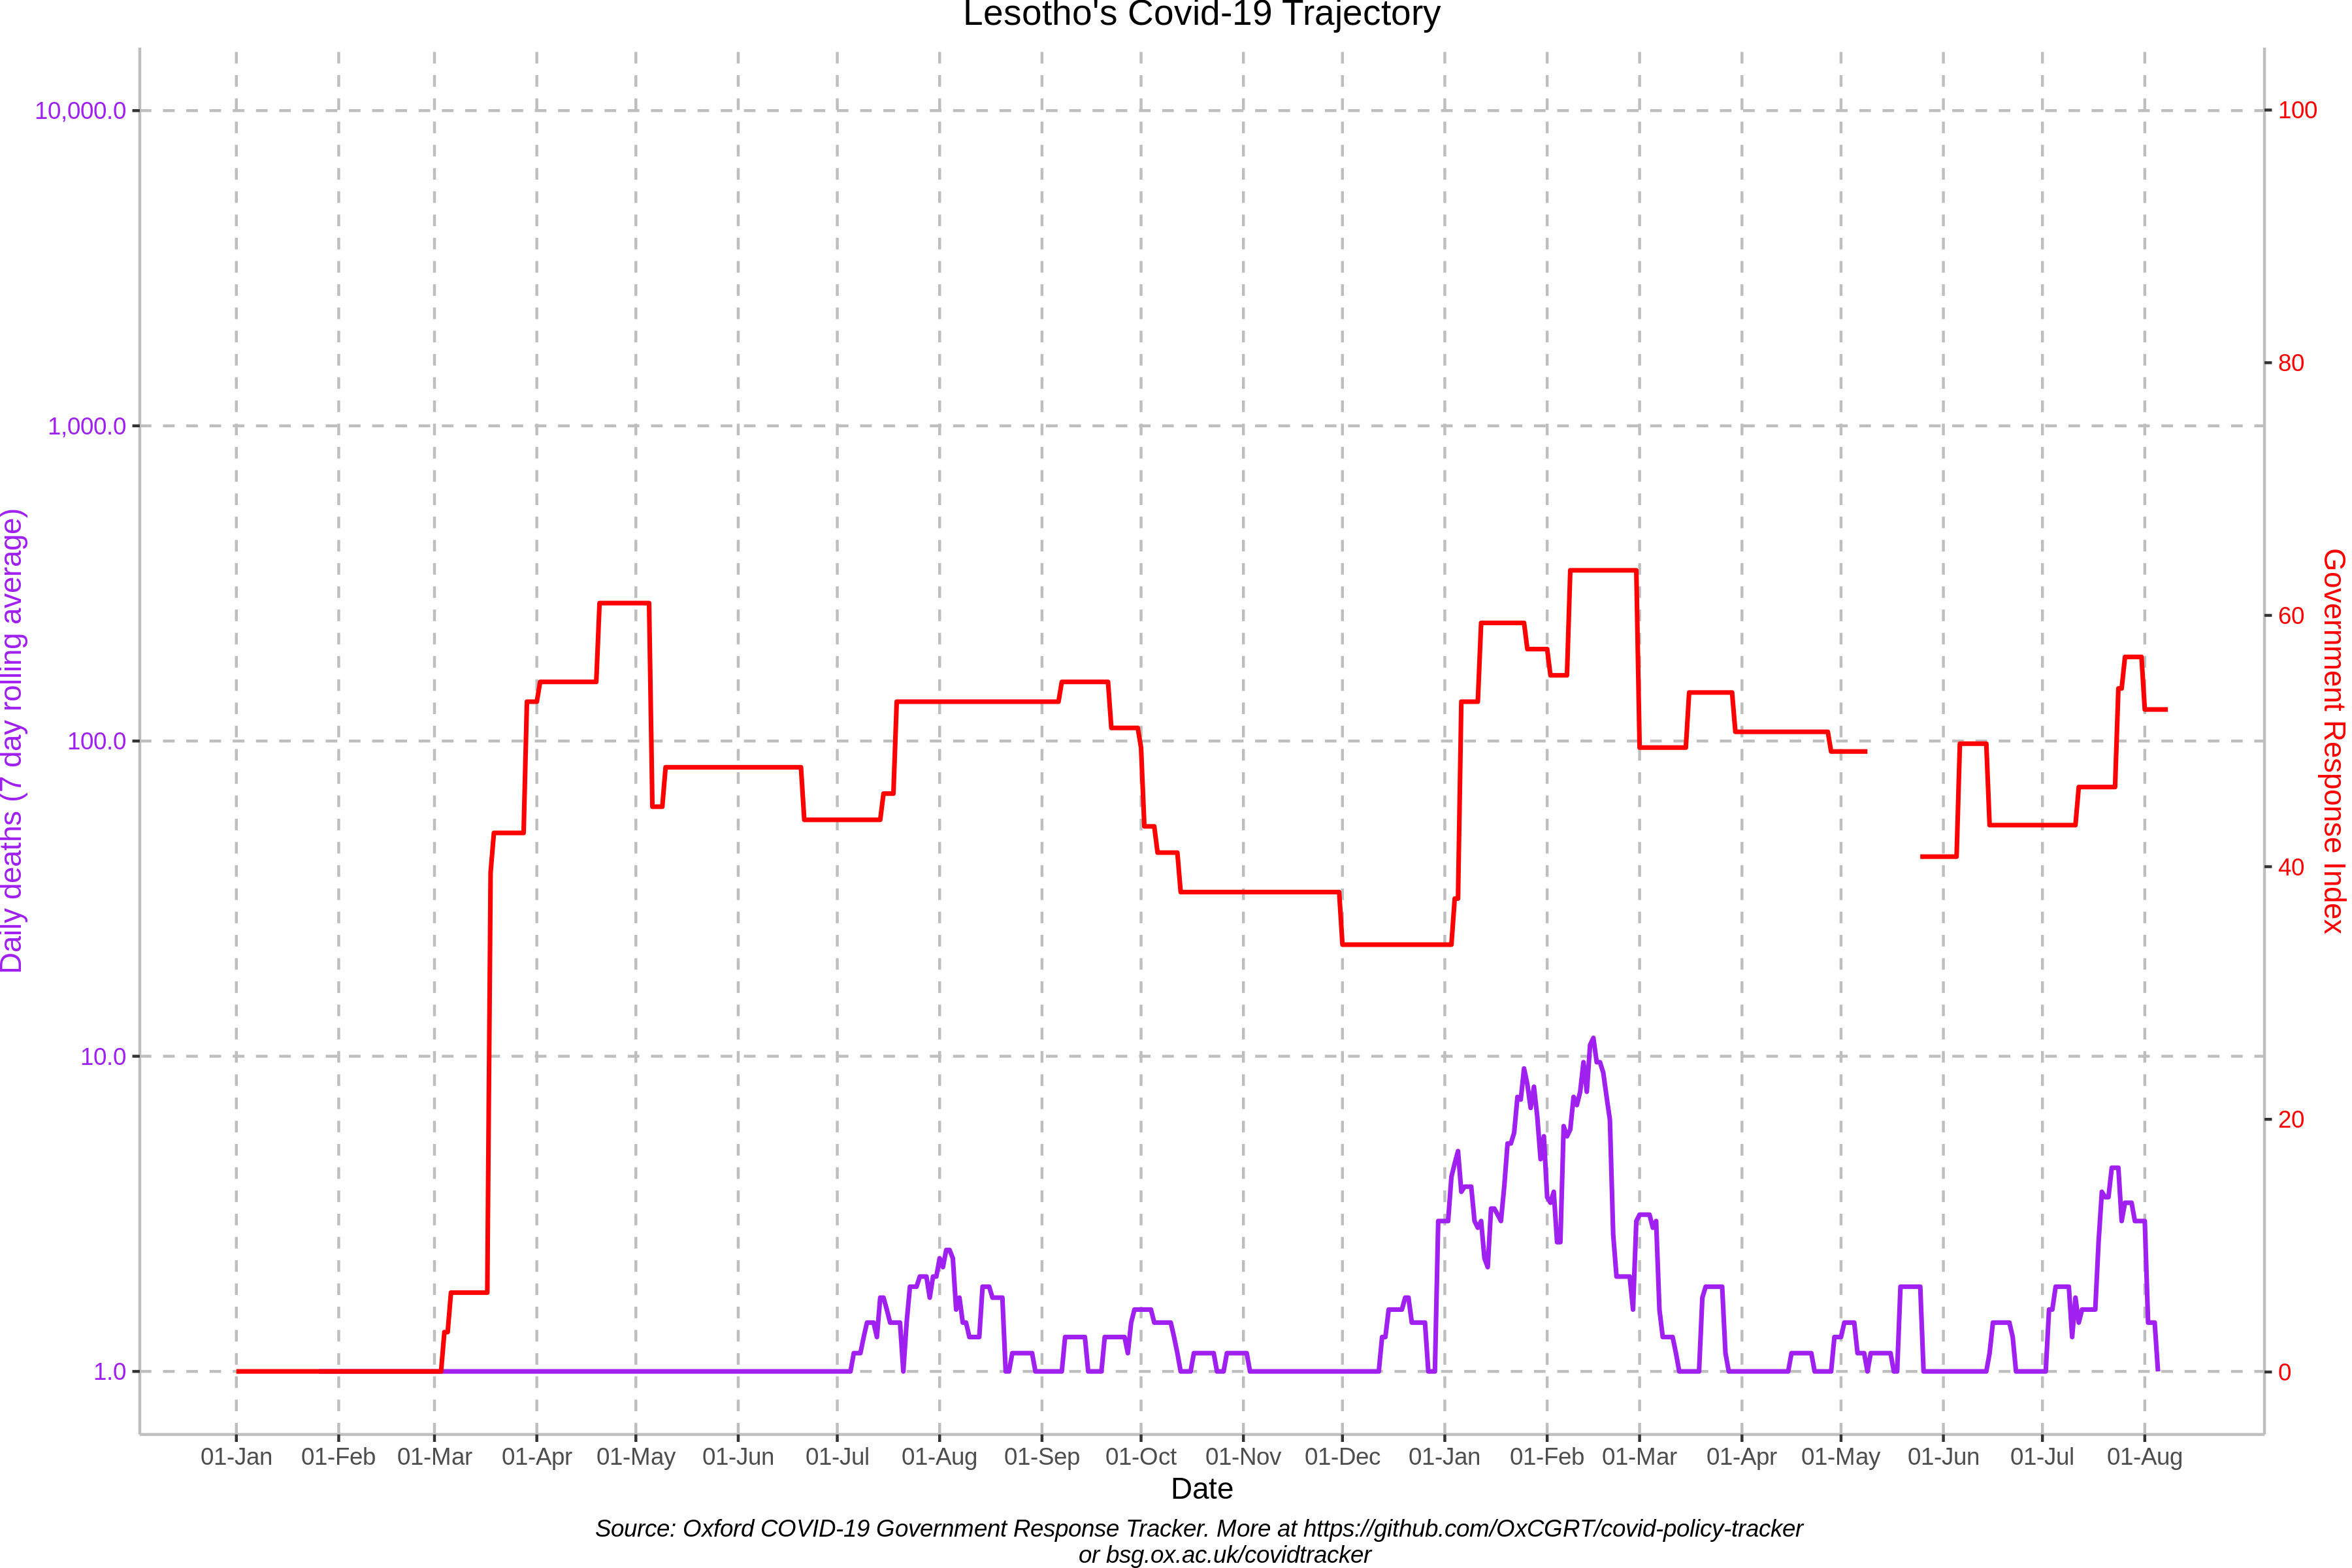 Lesotho's Covid-19 Trajectory
10,000.0
1,000.0
100.0
10.0
1.0
Daily deaths (7 day rolling average)
100
80
60
40
20
0
Government Response Index
01-Jan 01-Feb 01-Mar 01-Apr 01-May 01-Jun 01-Jul 01-Aug 01-Sep 01-Oct 01-Nov 01-Dec 01-Jan 01-Feb 01-Mar 01-Apr 01-May 01-Jun 01-Jul 01-Aug
Date
Source: Oxford COVID-19 Government Response Tracker. More at https://github.com/OxCGRT/covid-policy-tracker
or bsg.ox.ac.uk/covidtracker